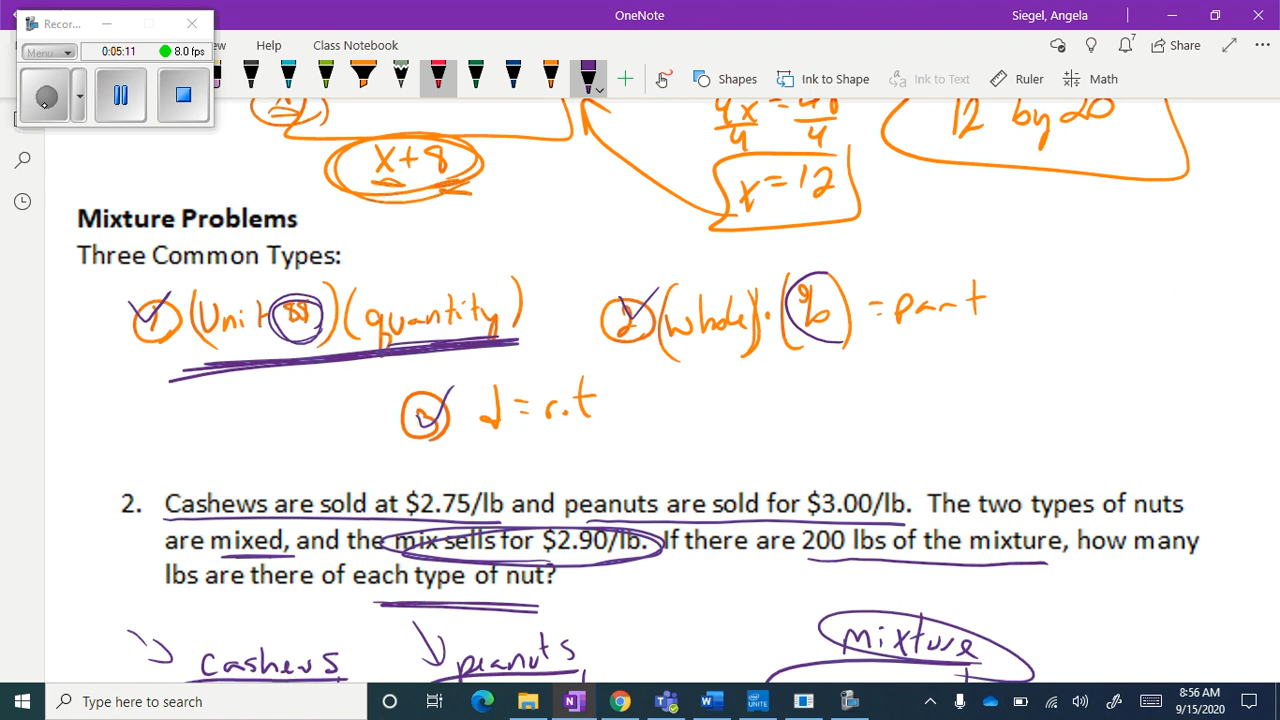 OneNote
Siegel, Angela
Recor...
Menu
0:05:11
8.0 fps
Help
Class Notebook
Share
Shapes
Ink to Shape
Ink to Text
Ruler
Math
x+8
4x = 48
4 4
x = 12
12 by 20
Mixture Problems
Three Common Types:
① (Unit $$) (quantity)
② (whole) · (%) = part
③ d = r.t
2. Cashews are sold at $2.75/lb and peanuts are sold for $3.00/lb. The two types of nuts
are mixed, and the mix sells for $2.90/lb. If there are 200 lbs of the mixture, how many
lbs are there of each type of nut?
cashews
peanuts
mixture
Type here to search
8:56 AM
9/15/2020